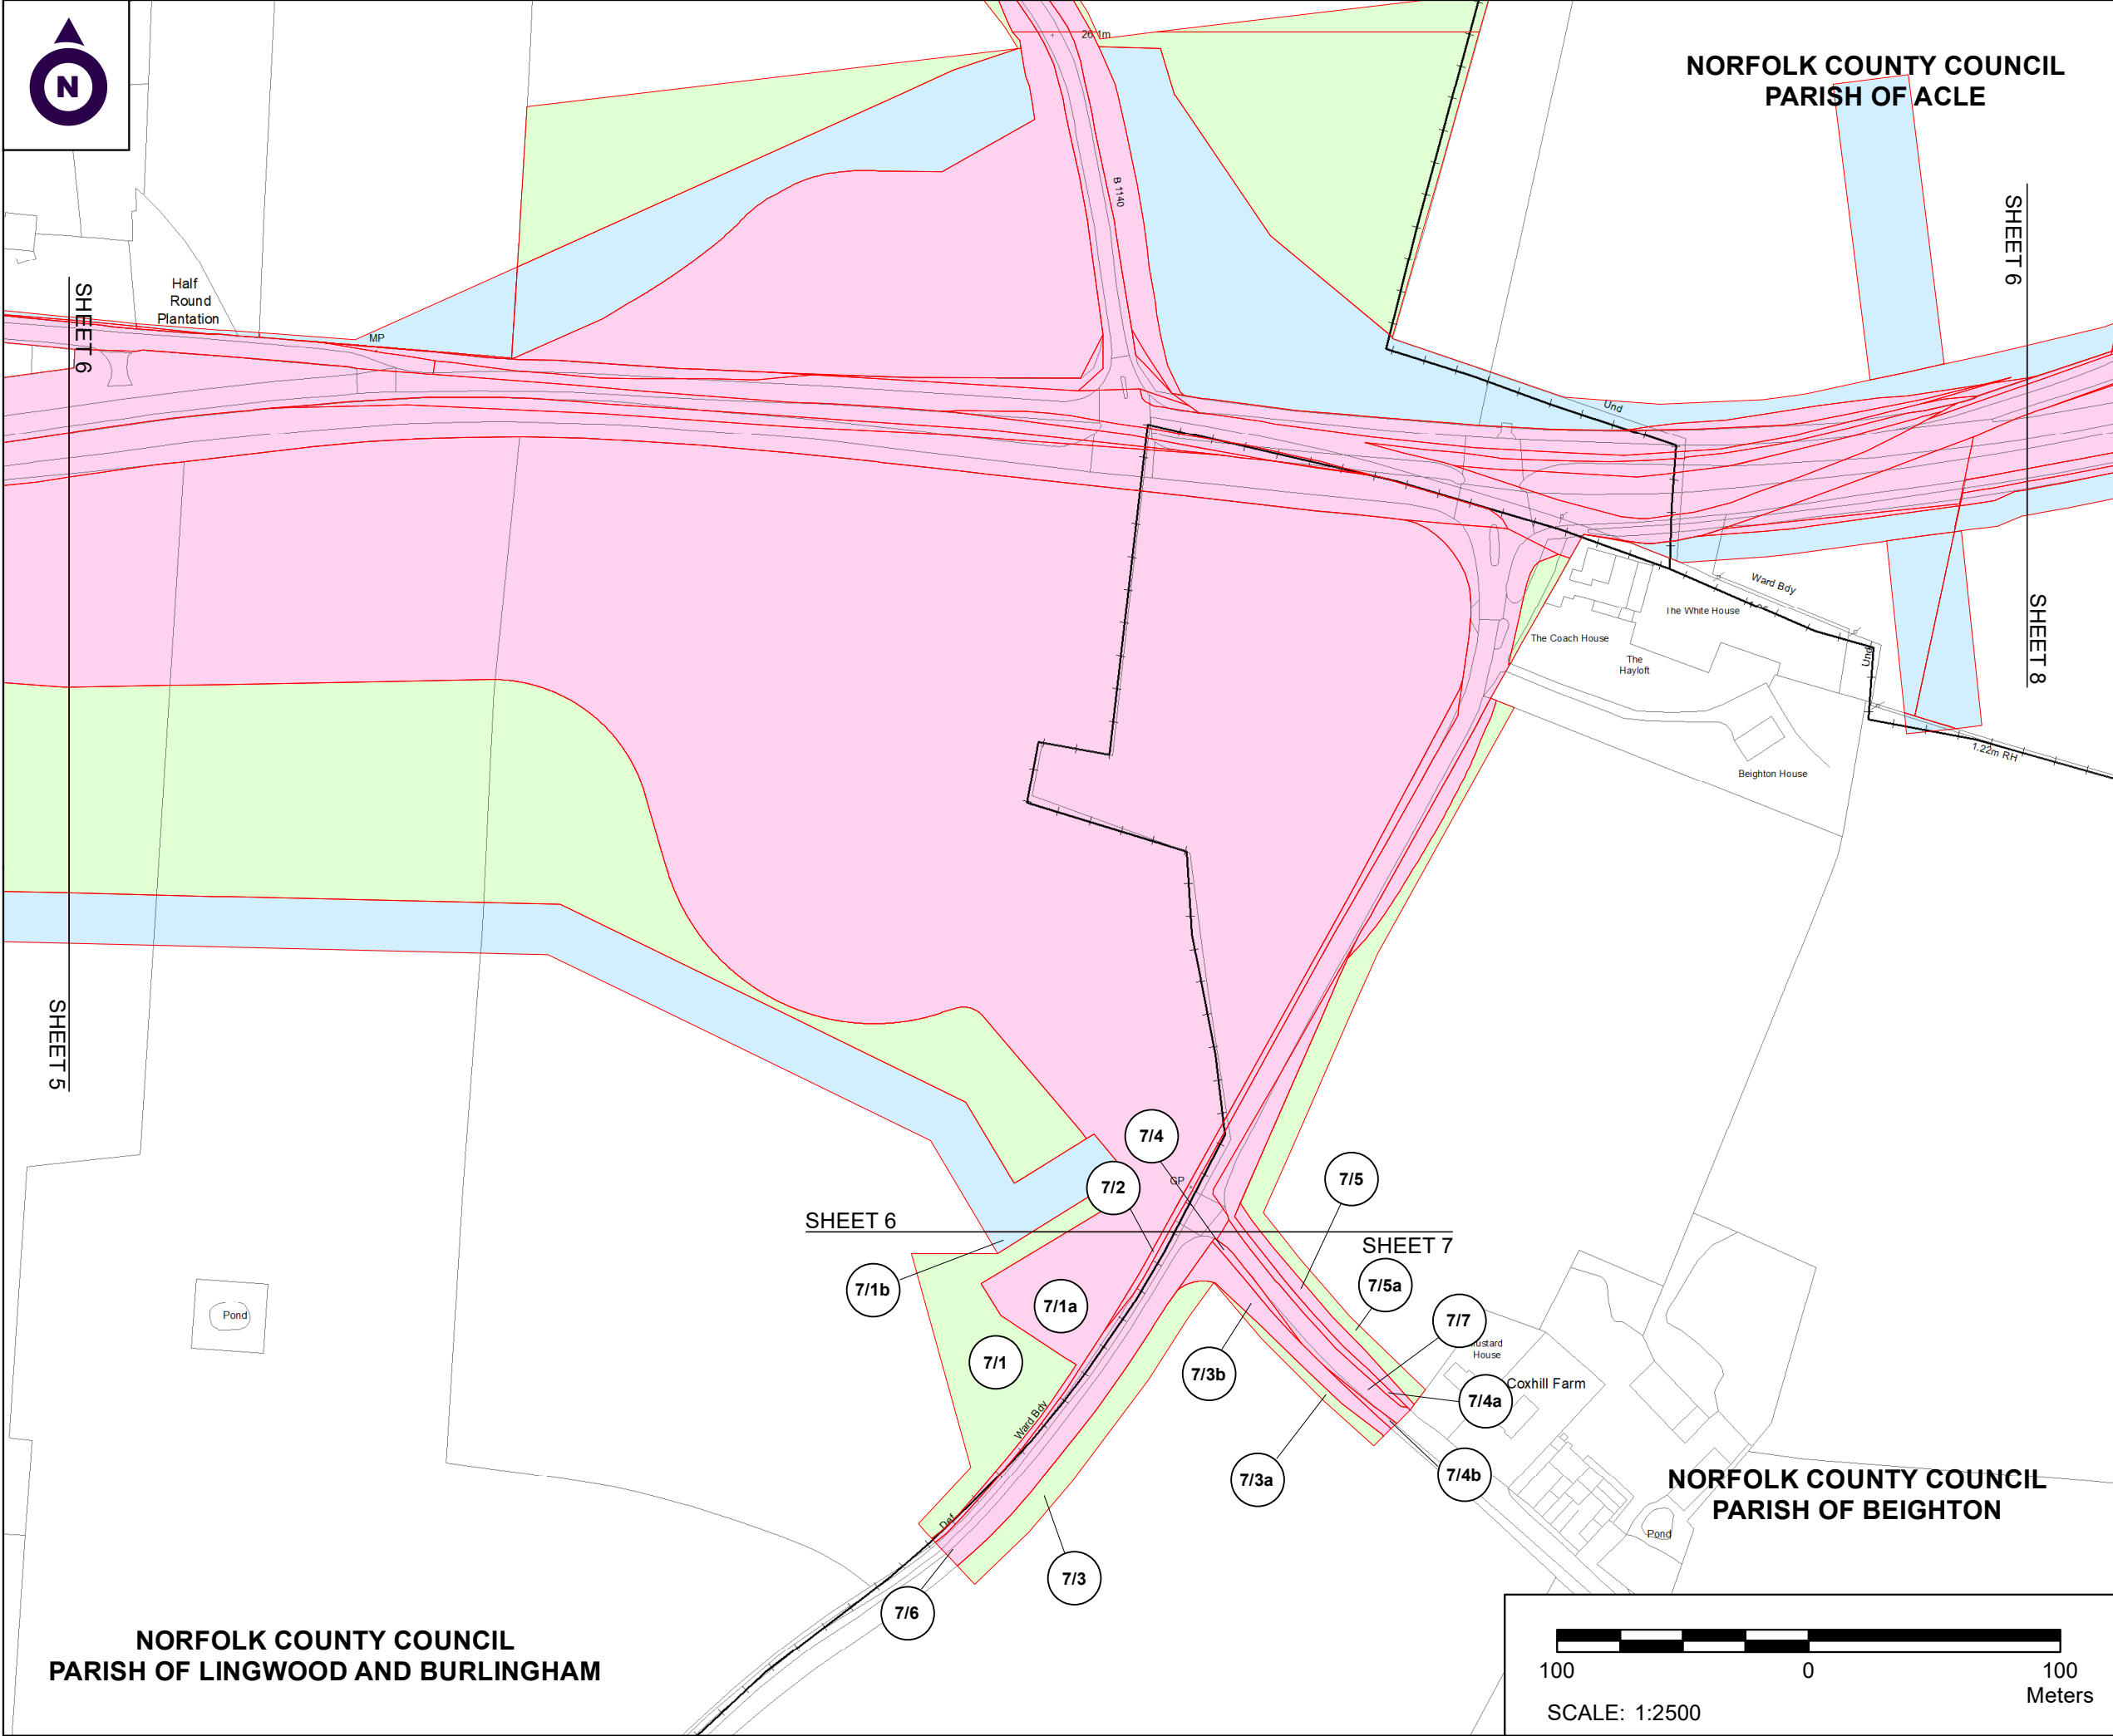 N
26.1m
NORFOLK COUNTY COUNCIL
PARISH OF ACLE
B 1140
SHEET 6
Half
Round
Plantation
SHEET 6
MP
Und
Ward Bdy
The White House
The Coach House
The
Hayloft
Und
SHEET 8
1.22m RH
Beighton House
SHEET 5
7/4
7/2
GP
7/5
SHEET 6
SHEET 7
7/1b
7/5a
7/1a
7/7
Pond
House
7/1
7/3b
Coxhill Farm
7/4a
Ward Bdy
7/3a
7/4b
NORFOLK COUNTY COUNCIL
PARISH OF BEIGHTON
Def
Pond
7/3
7/6
NORFOLK COUNTY COUNCIL
PARISH OF LINGWOOD AND BURLINGHAM
100 0 100
Meters
SCALE: 1:2500